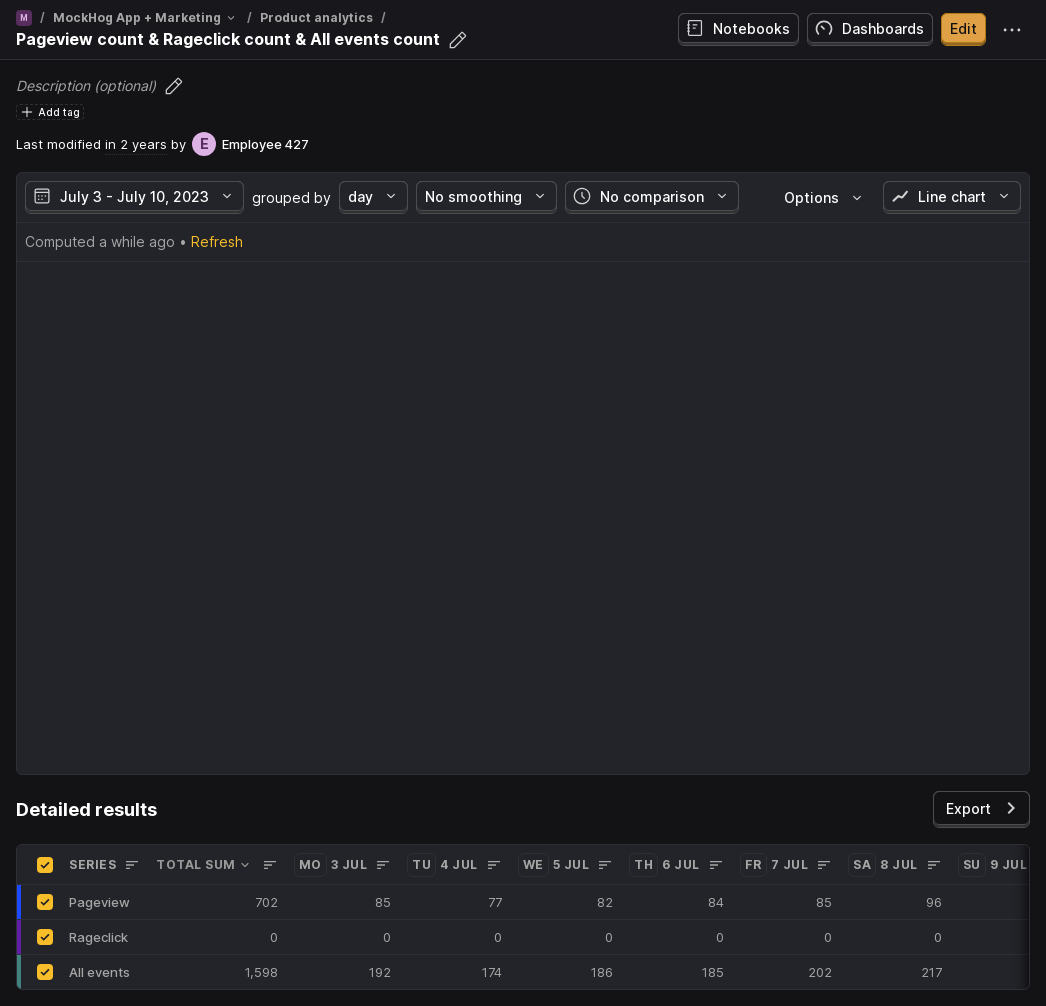 M / MockHog App + Marketing / Product analytics /
Pageview count & Rageclick count & All events count
Notebooks Dashboards Edit
Description (optional)
Add tag
Last modified in 2 years by E Employee 427
July 3 - July 10, 2023 grouped by day No smoothing No comparison Options Line chart
Computed a while ago • Refresh
Detailed results
Export
SERIES TOTAL SUM MO 3 JUL TU 4 JUL WE 5 JUL TH 6 JUL FR 7 JUL SA 8 JUL SU 9 JUL
Pageview 702 85 77 82 84 85 96
Rageclick 0 0 0 0 0 0 0
All events 1,598 192 174 186 185 202 217